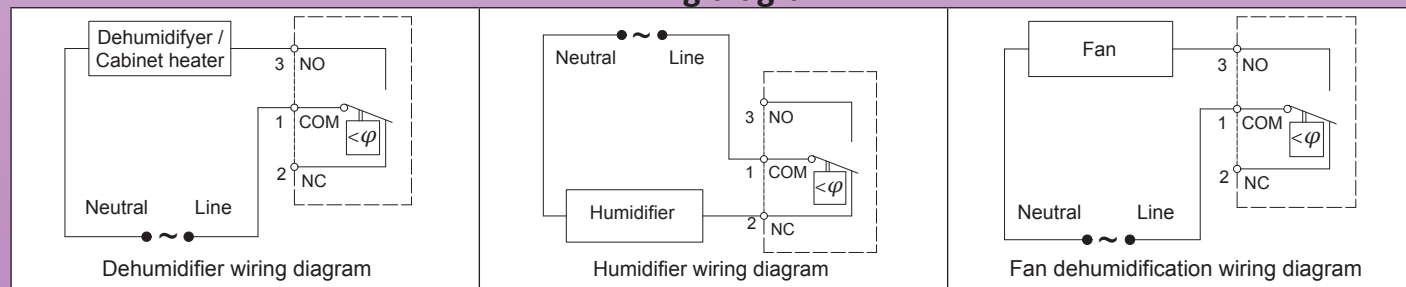 Dehumidifyer /
Cabinet heater
3 NO
1 COM
<φ
2 NC
Neutral Line
~
Dehumidifier wiring diagram
~
Neutral Line
3 NO
1 COM
<φ
Humidifier
2 NC
Humidifier wiring diagram
Fan
3 NO
1 COM
<φ
2 NC
Neutral Line
~
Fan dehumidification wiring diagram